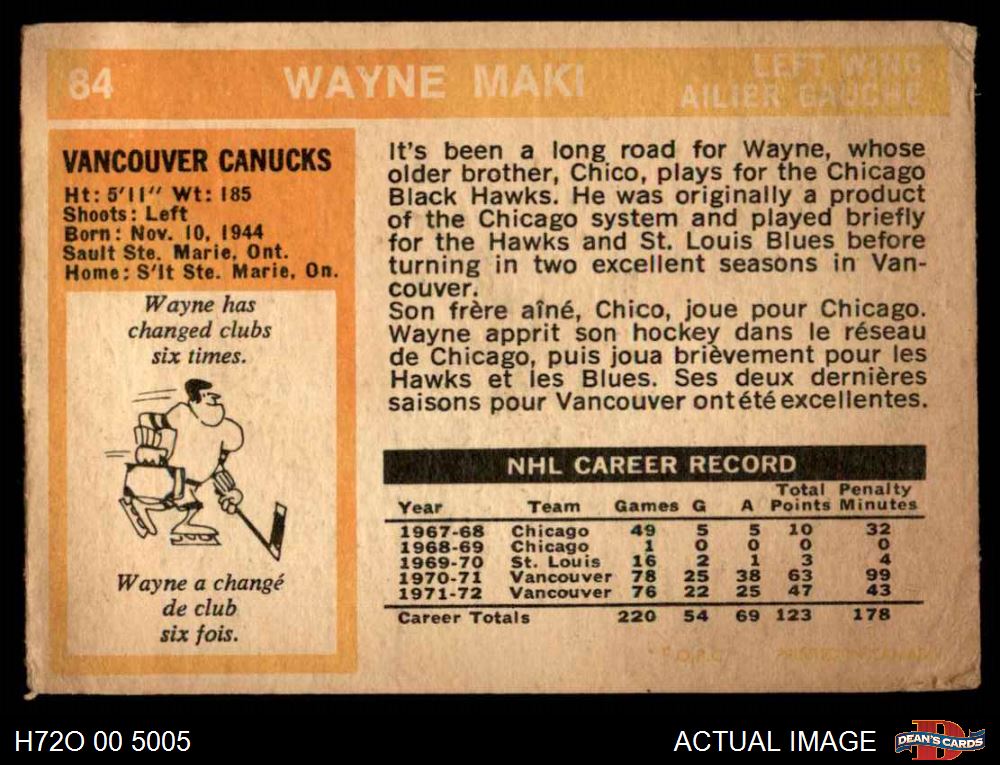 84
WAYNE MAKI
LEFT WING
AILIER GAUCHE
VANCOUVER CANUCKS
Ht: 5'11" Wt: 185
Shoots: Left
Born: Nov. 10, 1944
Sault Ste. Marie, Ont.
Home: S'lt Ste. Marie, On.
Wayne has
changed clubs
six times.
Wayne a changé
de club
six fois.
It's been a long road for Wayne, whose
older brother, Chico, plays for the Chicago
Black Hawks. He was originally a product
of the Chicago system and played briefly
for the Hawks and St. Louis Blues before
turning in two excellent seasons in Van-
couver.
Son frère aîné, Chico, joue pour Chicago.
Wayne apprit son hockey dans le réseau
de Chicago, puis joua brièvement pour les
Hawks et les Blues. Ses deux dernières
saisons pour Vancouver ont été excellentes.
NHL CAREER RECORD
Total Penalty
Year Team Games G A Points Minutes
1967-68 Chicago 49 5 5 10 32
1968-69 Chicago 1 0 0 0 0
1969-70 St. Louis 16 2 1 3 4
1970-71 Vancouver 78 25 38 63 99
1971-72 Vancouver 76 22 25 47 43
Career Totals 220 54 69 123 178
H72O 00 5005
ACTUAL IMAGE
DEAN'S CARDS